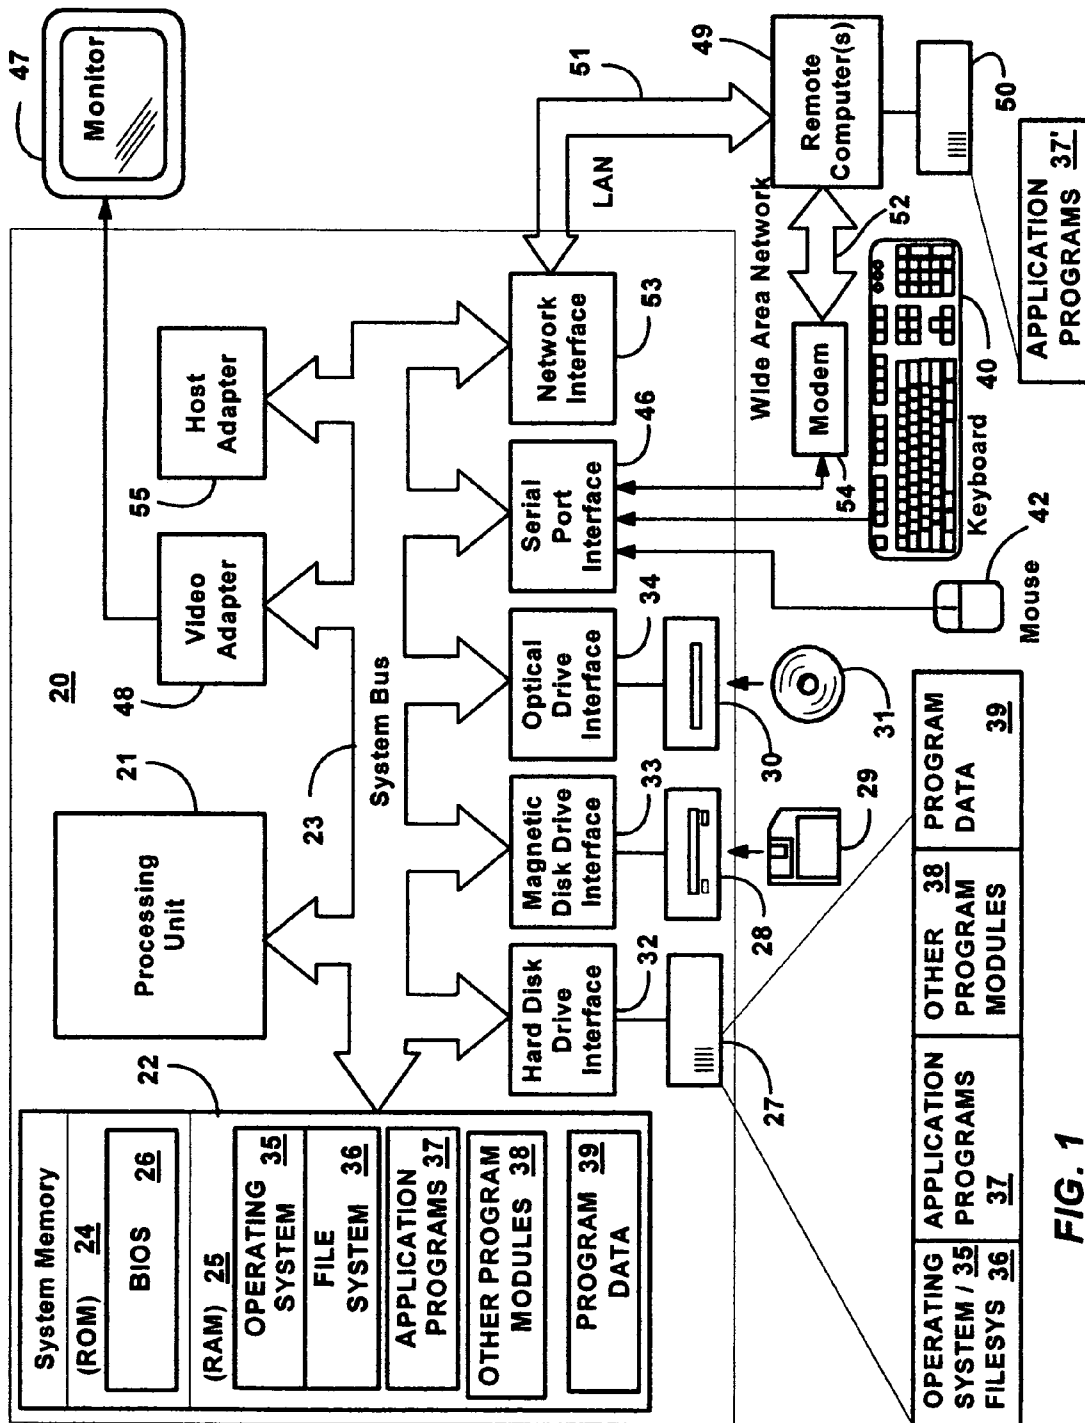 System Memory
(ROM) 24
BIOS 26
(RAM) 25
OPERATING
SYSTEM 35
FILE
SYSTEM 36
APPLICATION
PROGRAMS 37
OTHER PROGRAM
MODULES 38
PROGRAM
DATA 39
22
Processing
Unit
21
20
Video
Adapter
48
Host
Adapter
55
Monitor
47
23
System Bus
Hard Disk
Drive
Interface
32
Magnetic
Disk Drive
Interface
33
Optical
Drive
Interface
34
Serial
Port
Interface
46
Network
Interface
53
LAN
51
27
28
29
30
31
Wide Area Network
Modem
54
52
Remote
Computer(s)
49
50
Keyboard
40
Mouse
42
APPLICATION
PROGRAMS 37'
OPERATING
SYSTEM / 35
FILESYS 36
APPLICATION
PROGRAMS
37
OTHER 38
PROGRAM
MODULES
PROGRAM
DATA 39
FIG. 1